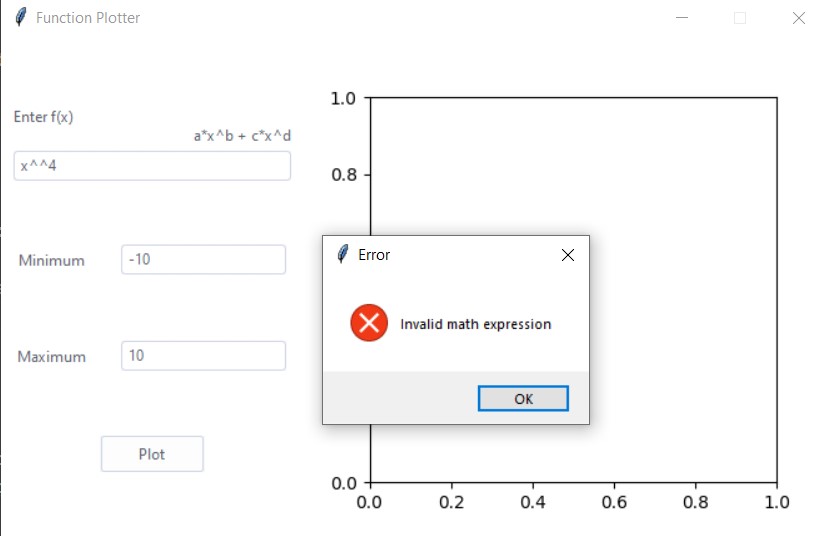 Function Plotter
Enter f(x)
a*x^b + c*x^d
x^^4
Minimum
-10
Maximum
10
Plot
1.0
0.8
0.0
0.0 0.2 0.4 0.6 0.8 1.0
Error
Invalid math expression
OK